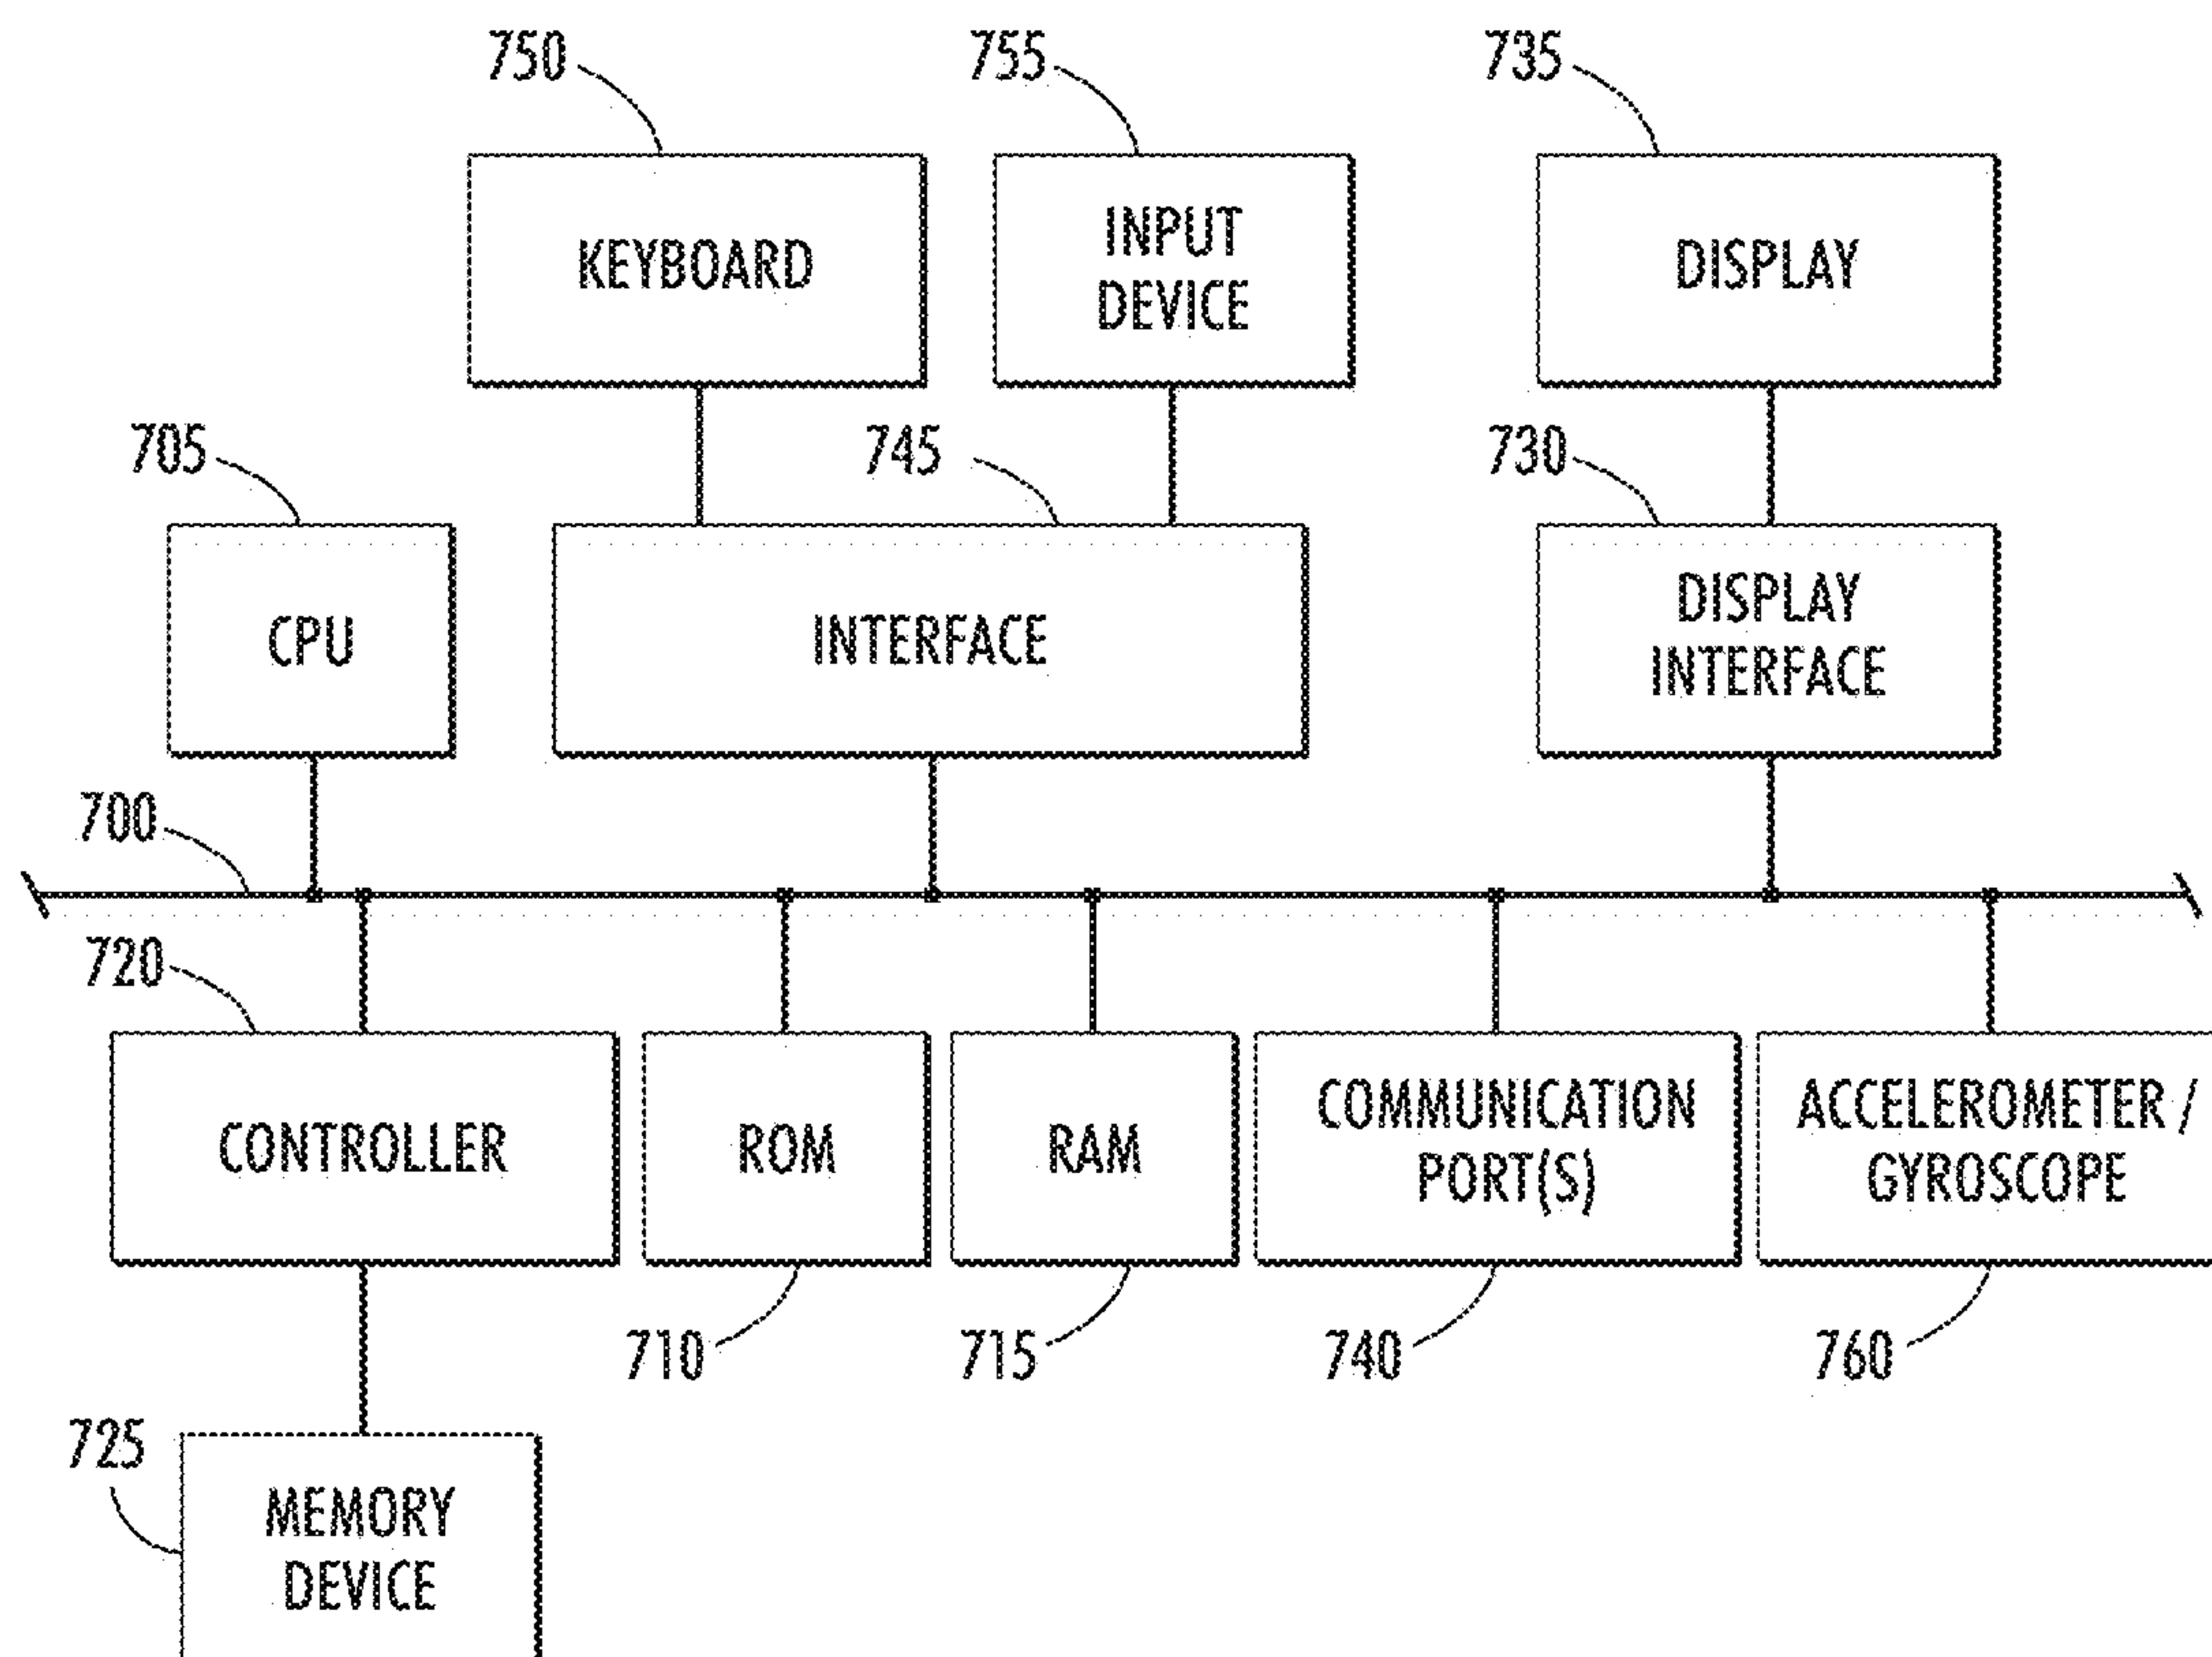 750
755
735
KEYBOARD
INPUT
DEVICE
DISPLAY
705
745
730
CPU
INTERFACE
DISPLAY
INTERFACE
700
720
CONTROLLER
ROM
RAM
COMMUNICATION
PORT(S)
ACCELEROMETER /
GYROSCOPE
710
715
740
760
725
MEMORY
DEVICE